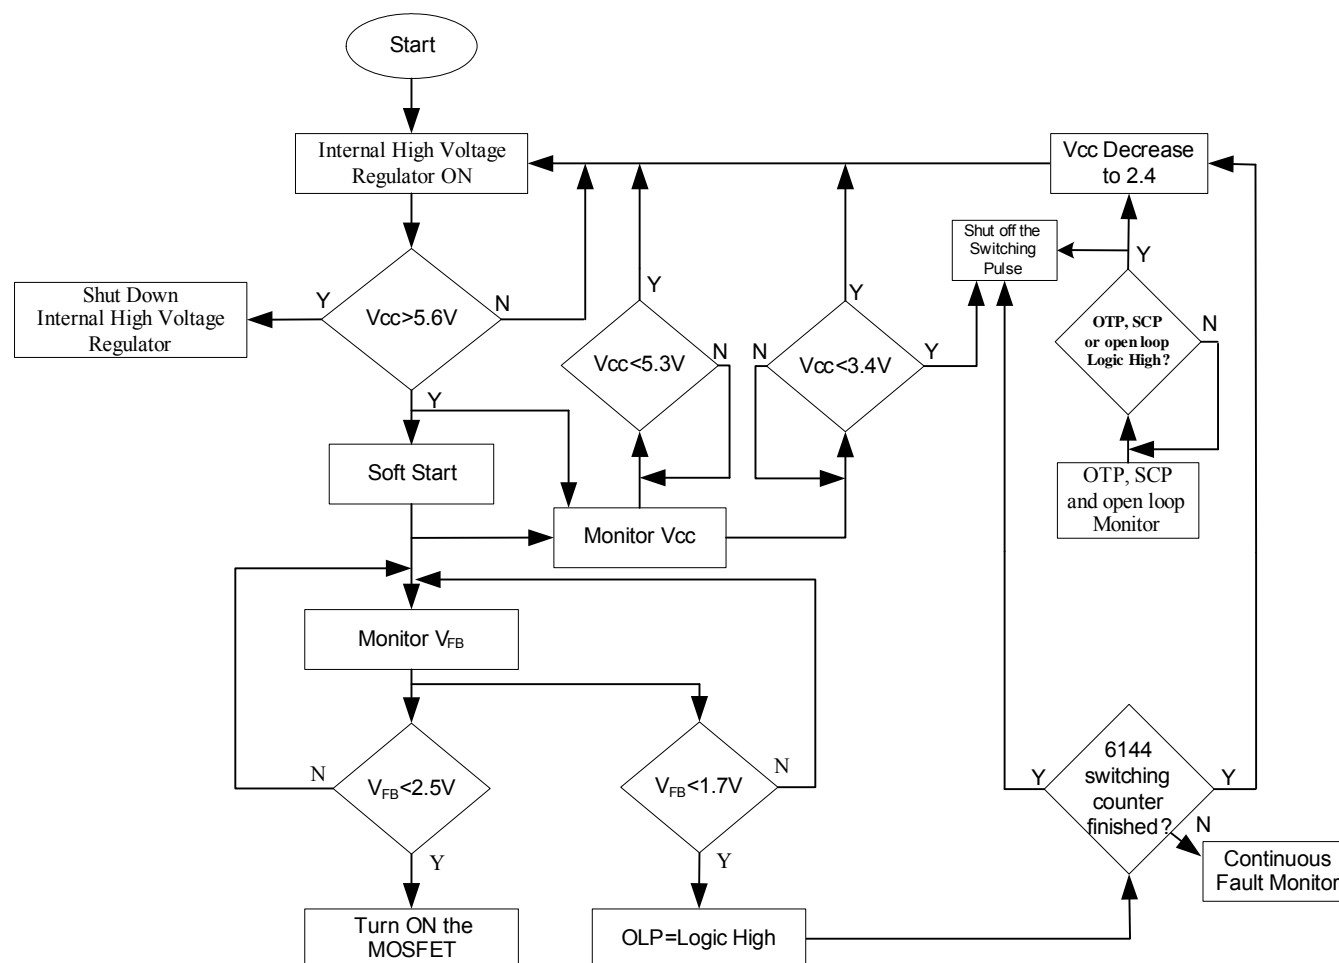 Start
Internal High Voltage
Regulator ON
Vcc Decrease
to 2.4
Shut off the
Switching
Pulse
Y
Shut Down
Internal High Voltage
Regulator
Y
Vcc>5.6V
N
Y
Vcc<5.3V
N
Y
N
Vcc<3.4V
Y
OTP, SCP
or open loop
Logic High?
N
Y
Soft Start
Monitor Vcc
OTP, SCP
and open loop
Monitor
Monitor VFB
N
VFB<2.5V
Y
VFB<1.7V
N
Y
6144
switching
counter
finished?
Y
Y
N
Continuous
Fault Monitor
Turn ON the
MOSFET
OLP=Logic High